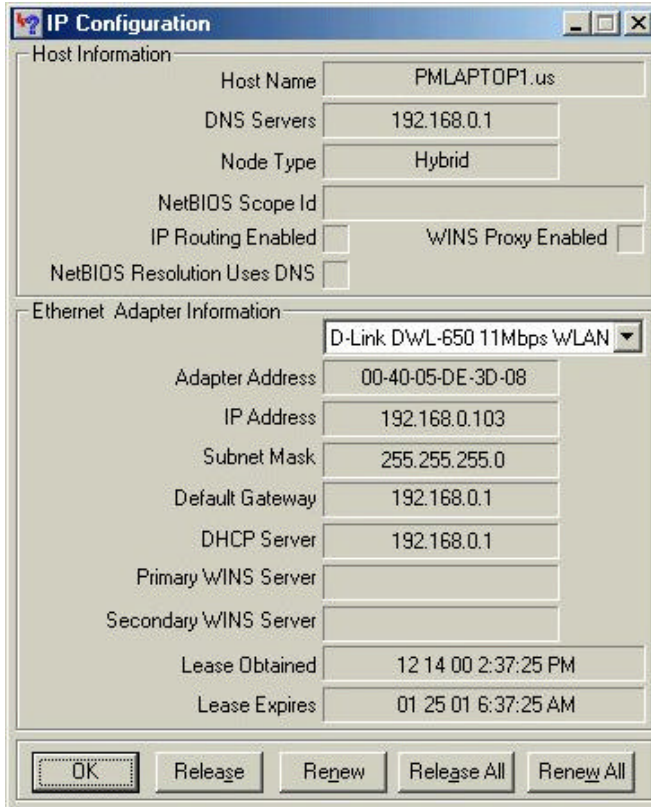 IP Configuration
Host Information
Host Name PMLAPTOP1.us
DNS Servers 192.168.0.1
Node Type Hybrid
NetBIOS Scope Id
IP Routing Enabled WINS Proxy Enabled
NetBIOS Resolution Uses DNS
Ethernet Adapter Information
D-Link DWL-650 11Mbps WLAN
Adapter Address 00-40-05-DE-3D-08
IP Address 192.168.0.103
Subnet Mask 255.255.255.0
Default Gateway 192.168.0.1
DHCP Server 192.168.0.1
Primary WINS Server
Secondary WINS Server
Lease Obtained 12 14 00 2:37:25 PM
Lease Expires 01 25 01 6:37:25 AM
OK Release Renew Release All Renew All